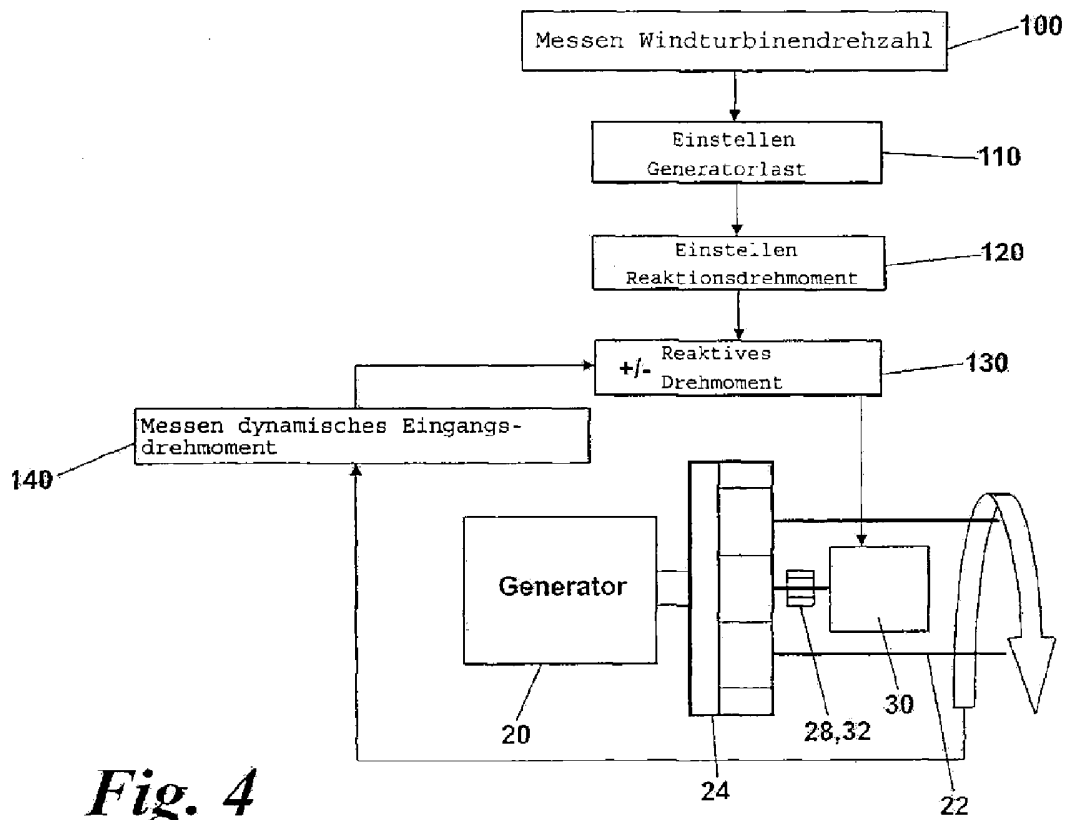 Messen Windturbinendrehzahl
100
Einstellen
Generatorlast
110
Einstellen
Reaktionsdrehmoment
120
+/- Reaktives
Drehmoment
130
Messen dynamisches Eingangs-
drehmoment
140
Generator
20
24
28,32
30
22
Fig. 4